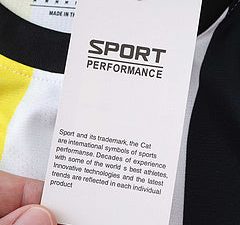 MADE IN
SPORT
PERFORMANCE
Sport and its trademark, the Cat
are international symbols of sports
performance. Decades of experience
with some of the world s best athletes,
Innovative technologies and the latest
trends are reflected in each individual
product